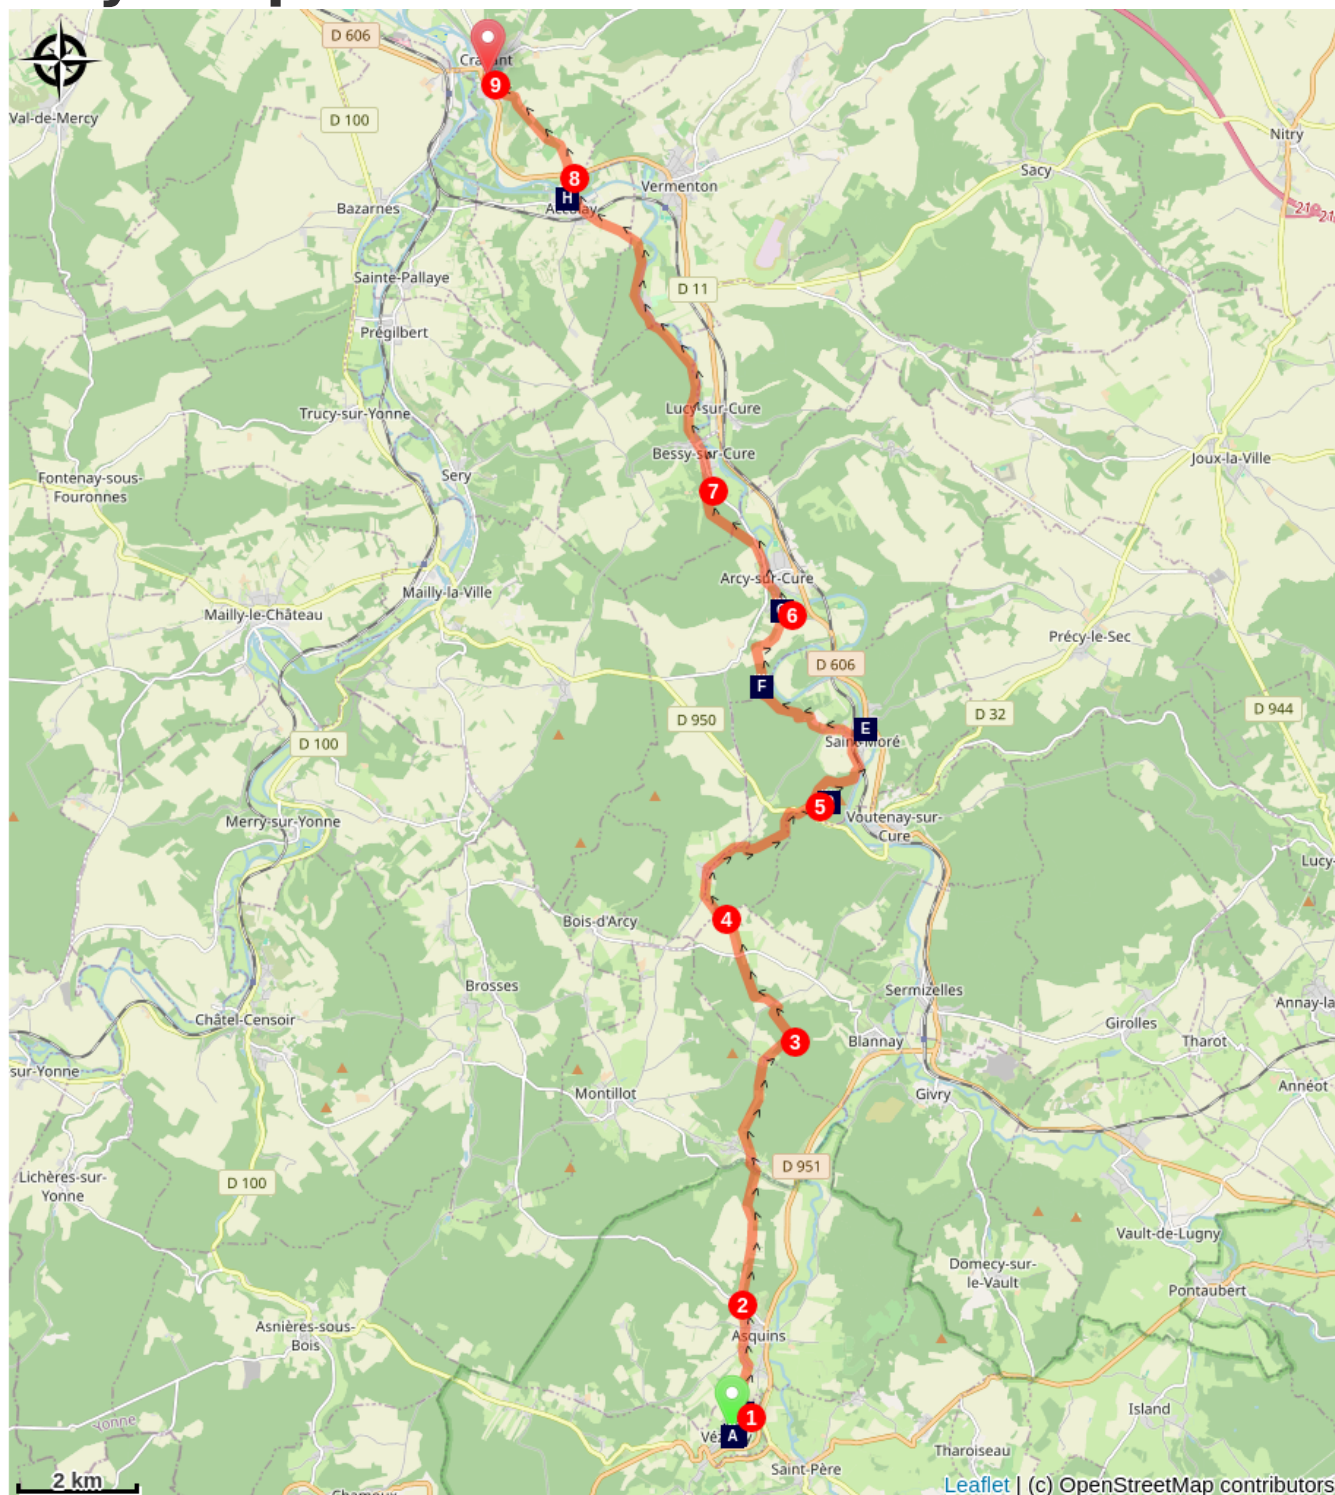 D 606
Val-de-Mercy
D 100
9
Nitry
Sacy
8
Vermenton
H
Bazarnes
Sainte-Pallaye
D 11
Prégilbert
Trucy-sur-Yonne
Lucy-sur-Cure
Bessy-sur-Cure
Joux-la-Ville
Sery
Fontenay-sous-
Fouronnes
7
Arcy-sur-Cure
Mailly-la-Ville
Mailly-le-Château
6
Précy-le-Sec
D 606
F
D 950
D 32
D 944
E
Saint-Moré
D 100
5
Merry-sur-Yonne
Voutenay-sur-
Cure
Lucy-
4
Bois-d'Arcy
Brosses
Sermizelles
Annay-la-
Châtel-Censoir
Girolles
3
Blannay
Tharot
sur-Yonne
Annéot
Montillot
Givry
D 951
Lichères-sur-
Yonne
D 100
Vault-de-Lugny
Domecy-sur-
le-Vault
Pontaubert
2
Asnières-sous-
Bois
Asquins
Island
Yonne
1
A
Tharoiseau
Saint-Père
2 km
Leaflet | (c) OpenStreetMap contributors